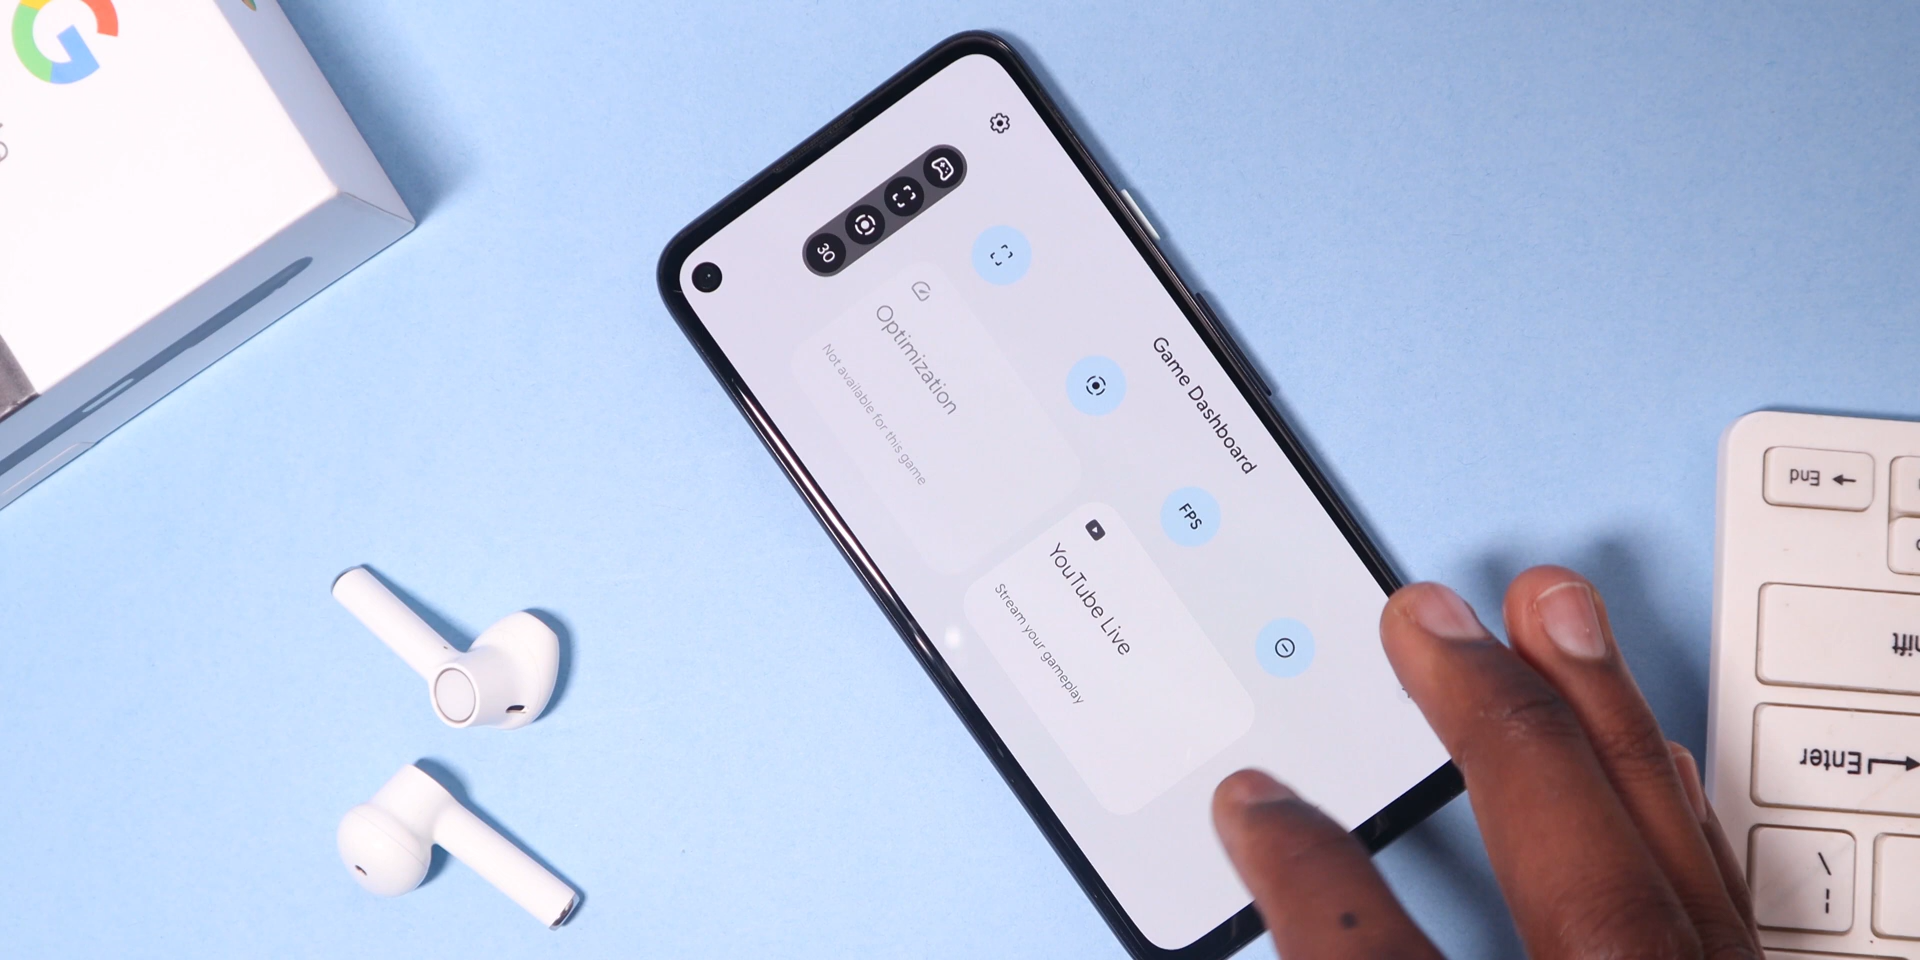 G
30
Game Dashboard
FPS
Optimization
Not available for this game
YouTube Live
Stream your gameplay
End
Enter